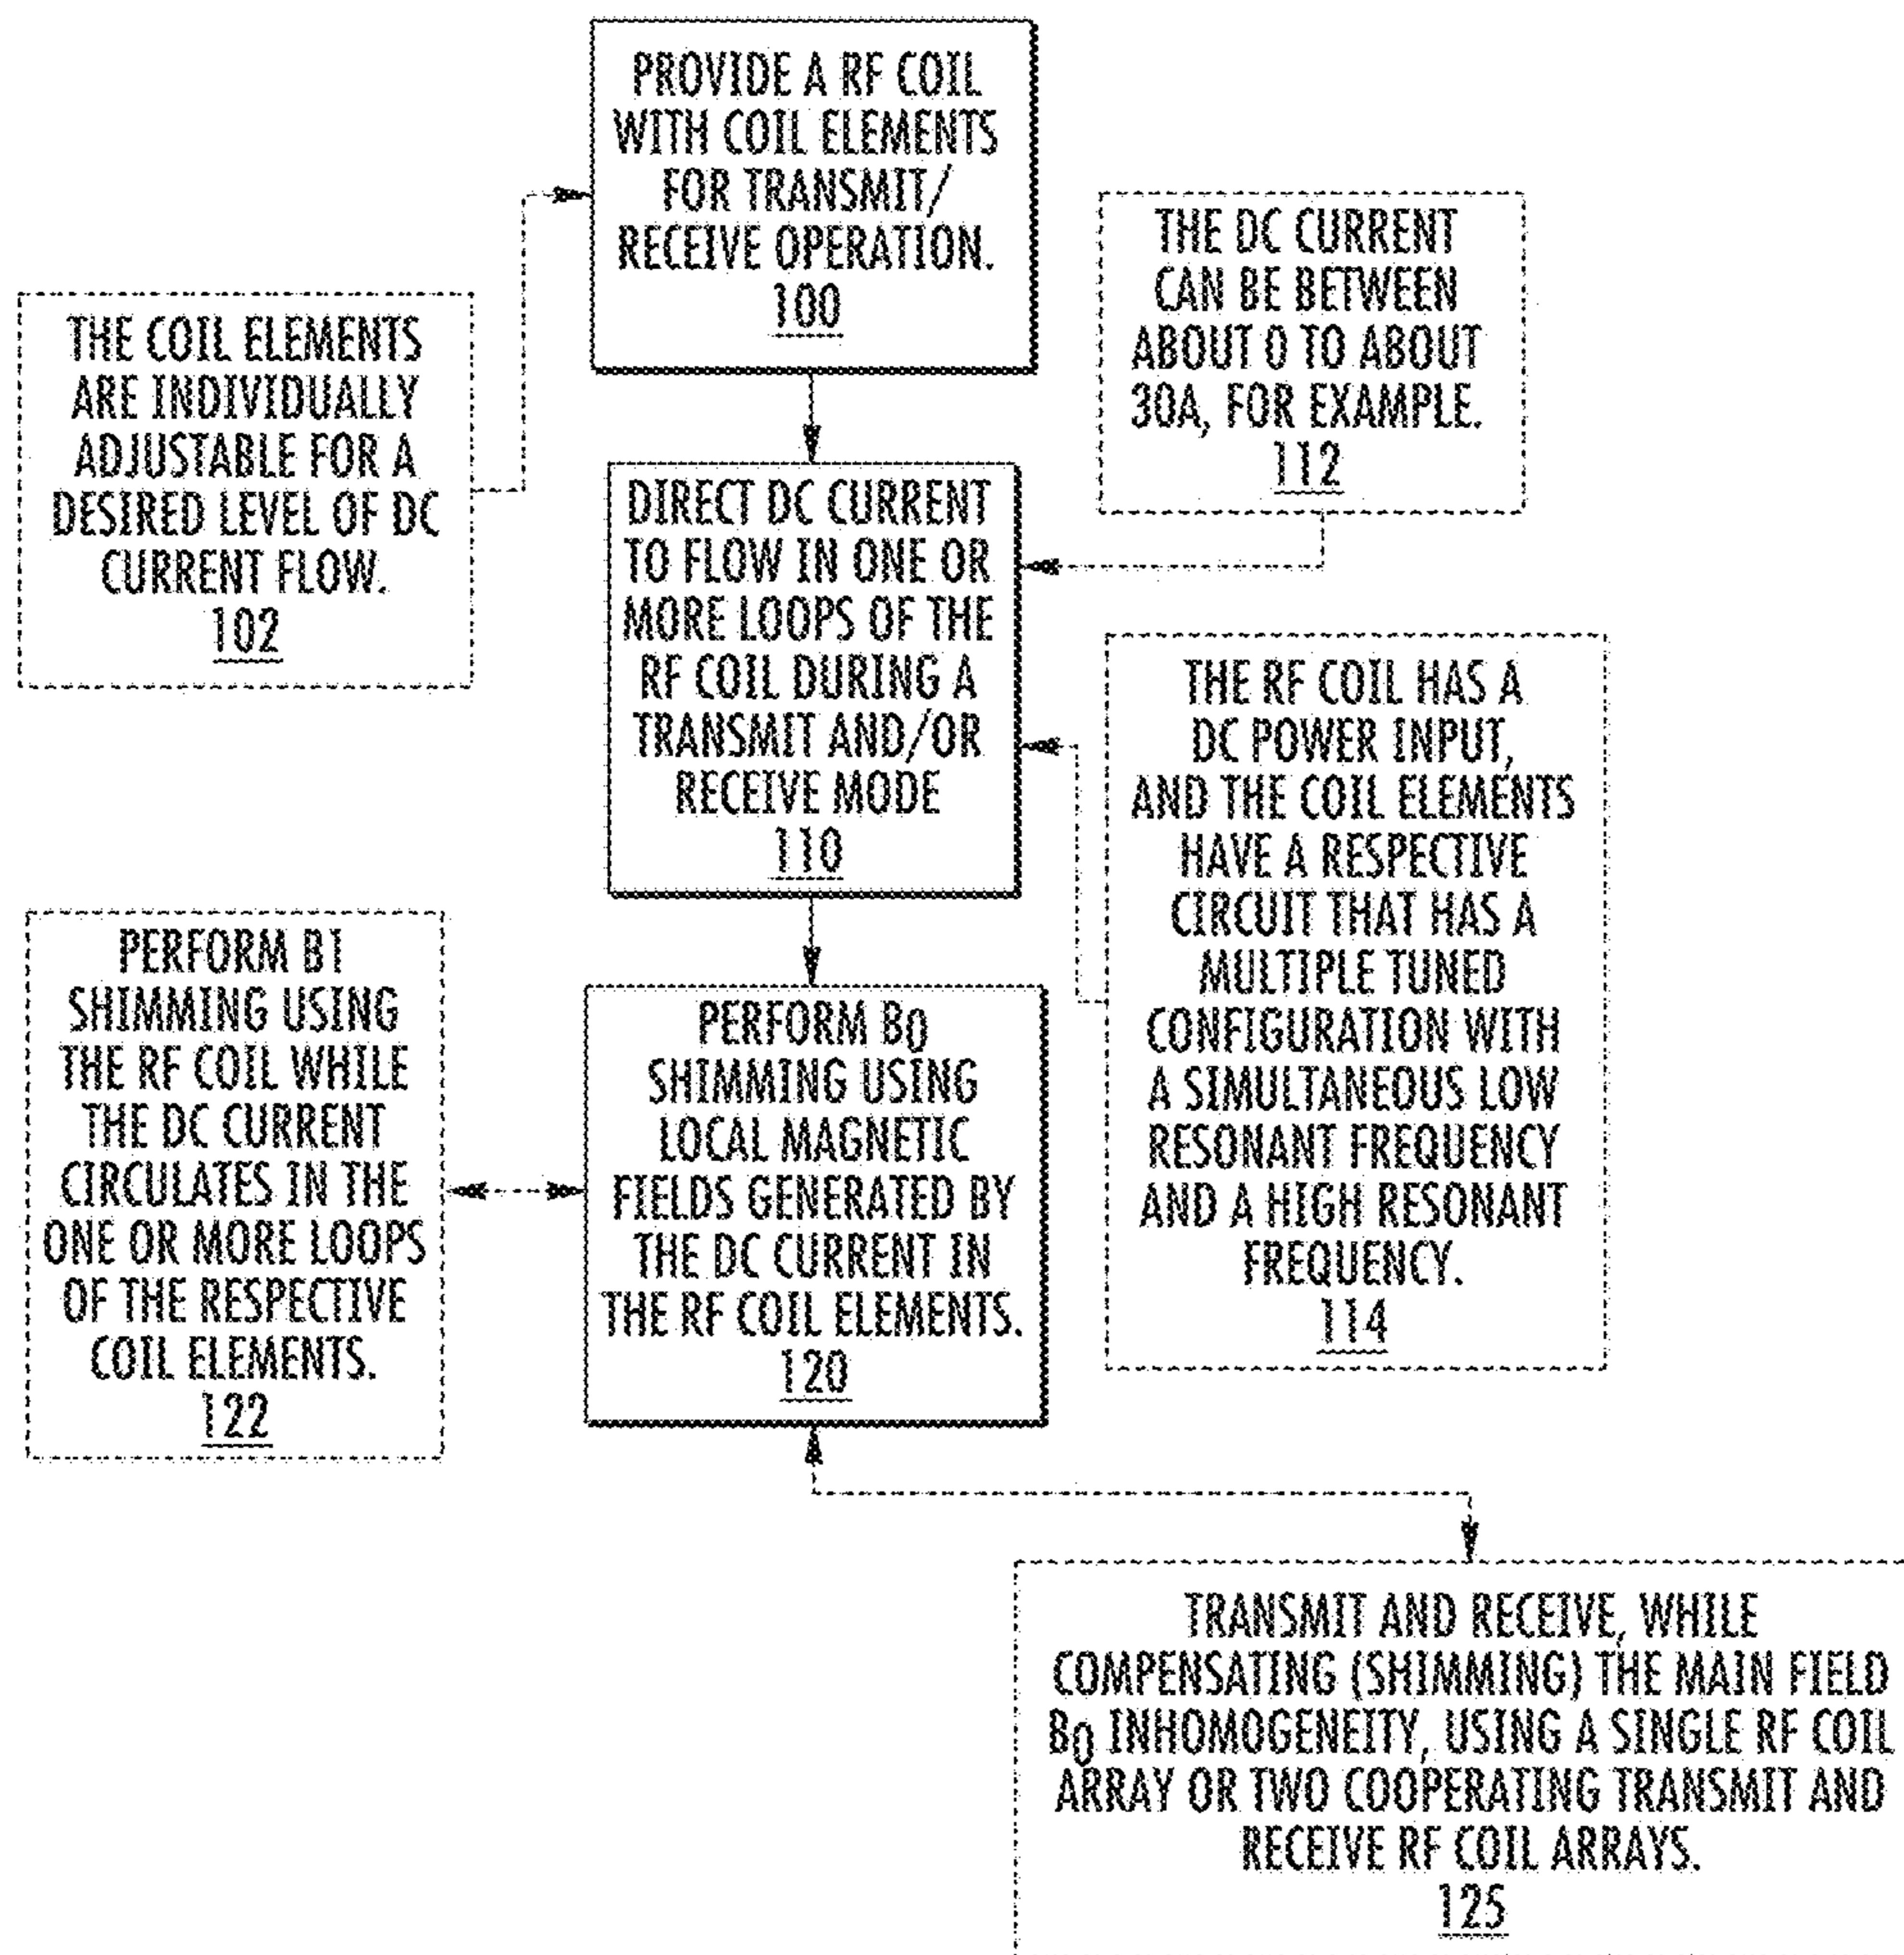 PROVIDE A RF COIL
WITH COIL ELEMENTS
FOR TRANSMIT/
RECEIVE OPERATION.
100
THE COIL ELEMENTS
ARE INDIVIDUALLY
ADJUSTABLE FOR A
DESIRED LEVEL OF DC
CURRENT FLOW.
102
THE DC CURRENT
CAN BE BETWEEN
ABOUT 0 TO ABOUT
30A, FOR EXAMPLE.
112
DIRECT DC CURRENT
TO FLOW IN ONE OR
MORE LOOPS OF THE
RF COIL DURING A
TRANSMIT AND/OR
RECEIVE MODE
110
THE RF COIL HAS A
DC POWER INPUT,
AND THE COIL ELEMENTS
HAVE A RESPECTIVE
CIRCUIT THAT HAS A
MULTIPLE TUNED
CONFIGURATION WITH
A SIMULTANEOUS LOW
RESONANT FREQUENCY
AND A HIGH RESONANT
FREQUENCY.
114
PERFORM B1
SHIMMING USING
THE RF COIL WHILE
THE DC CURRENT
CIRCULATES IN THE
ONE OR MORE LOOPS
OF THE RESPECTIVE
COIL ELEMENTS.
122
PERFORM B0
SHIMMING USING
LOCAL MAGNETIC
FIELDS GENERATED BY
THE DC CURRENT IN
THE RF COIL ELEMENTS.
120
TRANSMIT AND RECEIVE, WHILE
COMPENSATING (SHIMMING) THE MAIN FIELD
B0 INHOMOGENEITY, USING A SINGLE RF COIL
ARRAY OR TWO COOPERATING TRANSMIT AND
RECEIVE RF COIL ARRAYS.
125